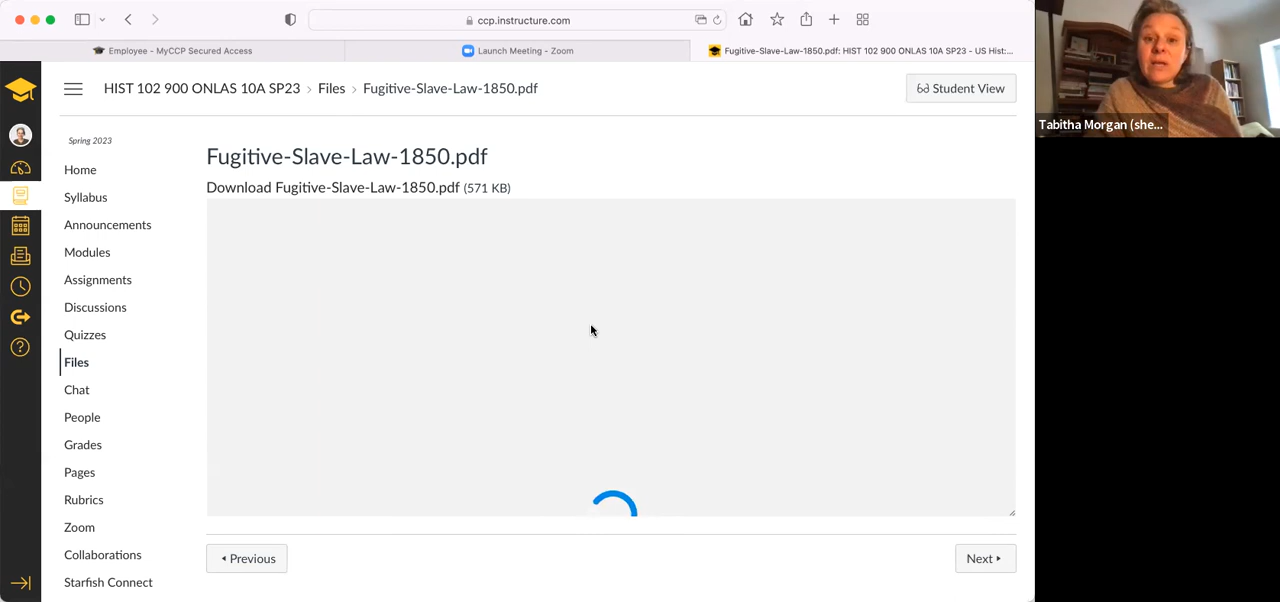 ccp.instructure.com
Employee - MyCCP Secured Access
Launch Meeting - Zoom
Fugitive-Slave-Law-1850.pdf: HIST 102 900 ONLAS 10A SP23 - US Hist:...
HIST 102 900 ONLAS 10A SP23 › Files › Fugitive-Slave-Law-1850.pdf
Student View
Tabitha Morgan (she...
Spring 2023
Home
Syllabus
Announcements
Modules
Assignments
Discussions
Quizzes
Files
Chat
People
Grades
Pages
Rubrics
Zoom
Collaborations
Starfish Connect
Fugitive-Slave-Law-1850.pdf
Download Fugitive-Slave-Law-1850.pdf (571 KB)
Previous
Next